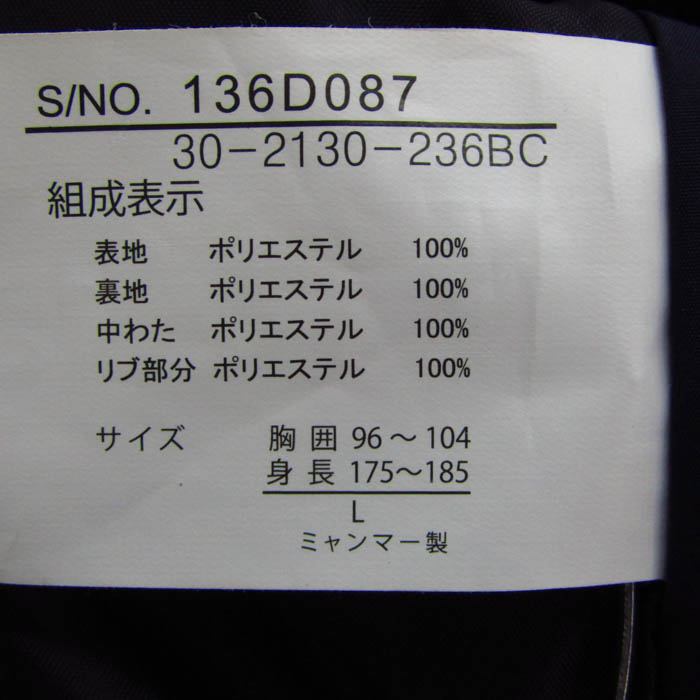 S/NO. 136D087
30-2130-236BC
組成表示
表地 ポリエステル 100%
裏地 ポリエステル 100%
中わた ポリエステル 100%
リブ部分 ポリエステル 100%
サイズ 胸囲 96～104
身長 175～185
L
ミャンマー製